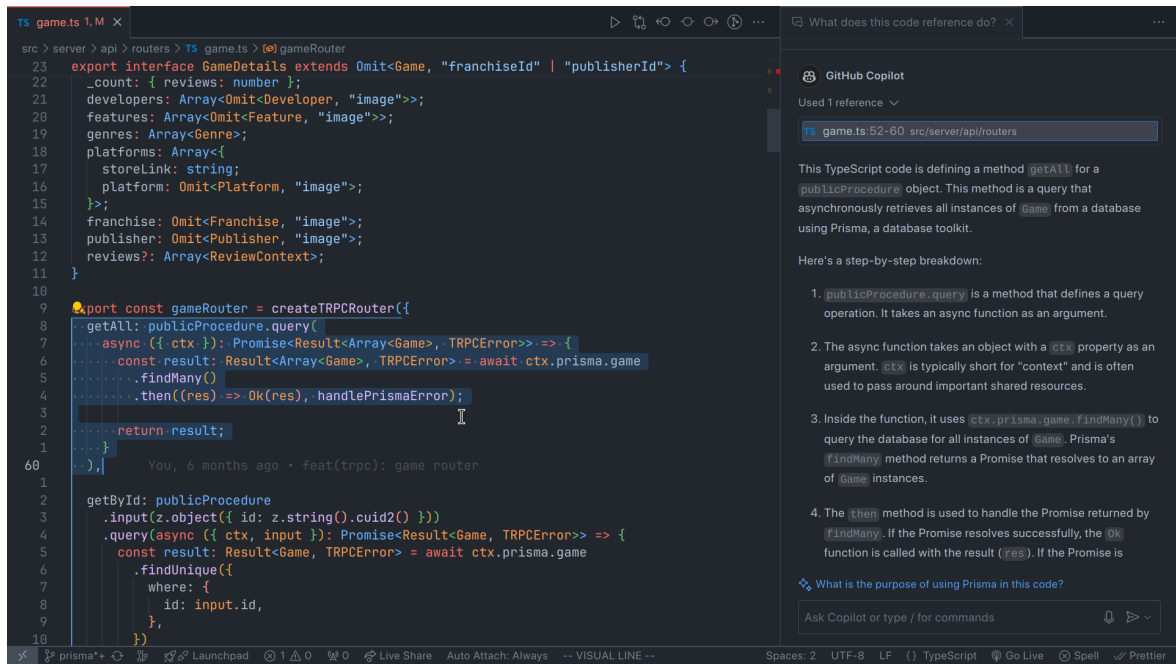 TS game.ts 1, M ×
src > server > api > routers > TS game.ts > gameRouter
23 export interface GameDetails extends Omit<Game, "franchiseId" | "publisherId"> {
22 _count: { reviews: number };
21 developers: Array<Omit<Developer, "image">>;
20 features: Array<Omit<Feature, "image">>;
19 genres: Array<Genre>;
18 platforms: Array<{
17 storeLink: string;
16 platform: Omit<Platform, "image">;
15 }>;
14 franchise: Omit<Franchise, "image">;
13 publisher: Omit<Publisher, "image">;
12 reviews?: Array<ReviewContext>;
11 }
10
9 export const gameRouter = createTRPCRouter({
8 getAll: publicProcedure.query(
7 async ({ ctx }): Promise<Result<Array<Game>, TRPCError>> => {
6 const result: Result<Array<Game>, TRPCError> = await ctx.prisma.game
5 .findMany()
4 .then((res) => Ok(res), handlePrismaError);
3
2 return result;
1 }
60 ), You, 6 months ago • feat(trpc): game router
1
2 getById: publicProcedure
3 .input(z.object({ id: z.string().cuid2() }))
4 .query(async ({ ctx, input }): Promise<Result<Game, TRPCError>> => {
5 const result: Result<Game, TRPCError> = await ctx.prisma.game
6 .findUnique({
7 where: {
8 id: input.id,
9 },
10 })
What does this code reference do? ×
GitHub Copilot
Used 1 reference
TS game.ts:52-60 src/server/api/routers
This TypeScript code is defining a method getAll for a
publicProcedure object. This method is a query that
asynchronously retrieves all instances of Game from a database
using Prisma, a database toolkit.
Here's a step-by-step breakdown:
1. publicProcedure.query is a method that defines a query
operation. It takes an async function as an argument.
2. The async function takes an object with a ctx property as an
argument. ctx is typically short for "context" and is often
used to pass around important shared resources.
3. Inside the function, it uses ctx.prisma.game.findMany() to
query the database for all instances of Game. Prisma's
findMany method returns a Promise that resolves to an array
of Game instances.
4. The then method is used to handle the Promise returned by
findMany. If the Promise resolves successfully, the Ok
function is called with the result (res). If the Promise is
What is the purpose of using Prisma in this code?
Ask Copilot or type / for commands
prisma*+ Launchpad 1 0 0 Live Share Auto Attach: Always -- VISUAL LINE -- Spaces: 2 UTF-8 LF {} TypeScript Go Live Spell Prettier